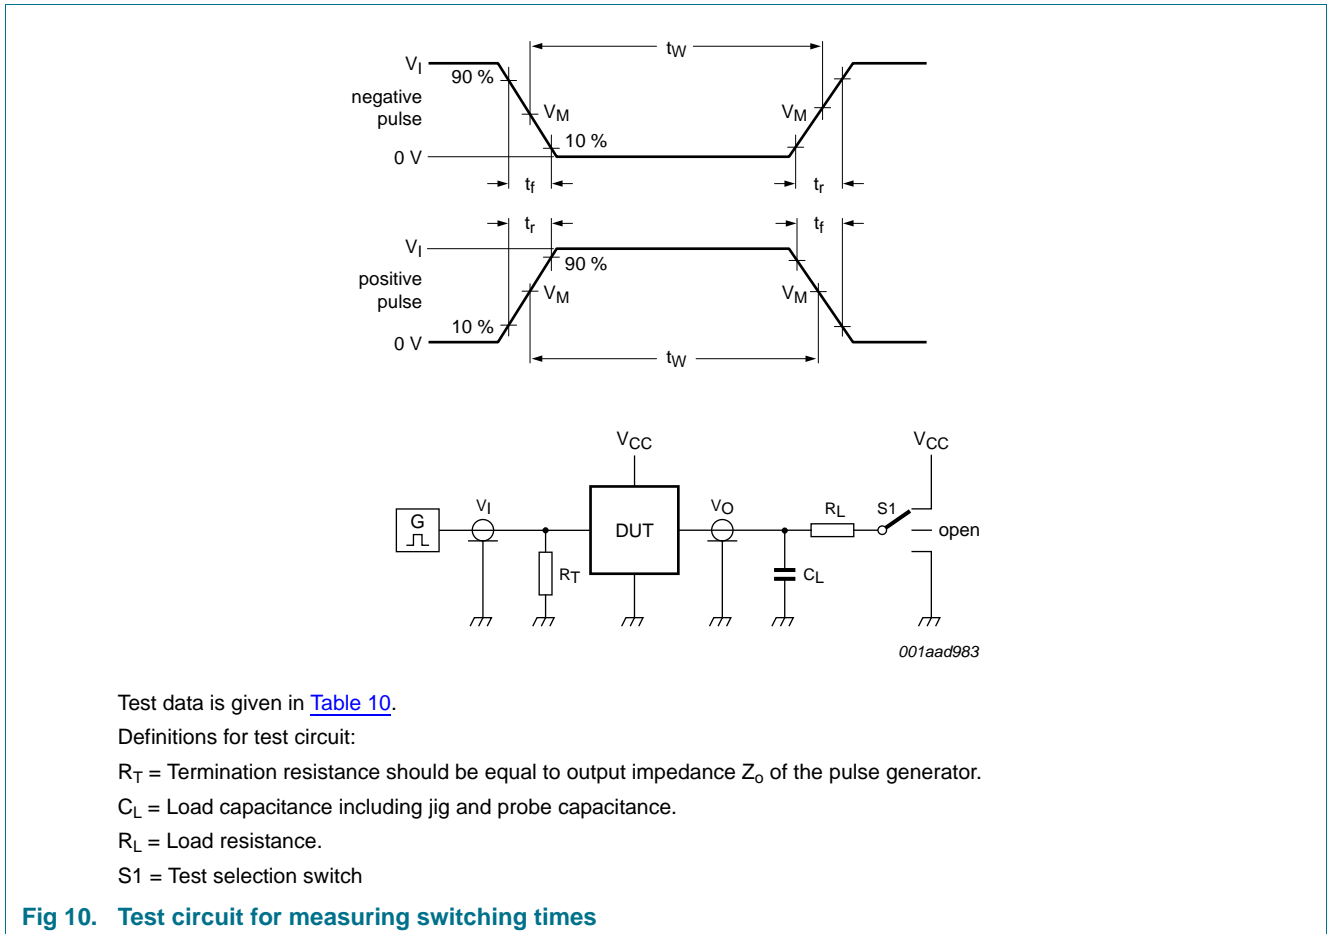 tW
VI
90 %
negative
pulse
VM
VM
10 %
0 V
tf
tr
tr
tf
VI
90 %
positive
pulse
VM
VM
10 %
0 V
tW
VCC
VCC
G
VI
DUT
VO
RL
S1
open
RT
CL
001aad983
Test data is given in Table 10.
Definitions for test circuit:
RT = Termination resistance should be equal to output impedance Zo of the pulse generator.
CL = Load capacitance including jig and probe capacitance.
RL = Load resistance.
S1 = Test selection switch
Fig 10. Test circuit for measuring switching times